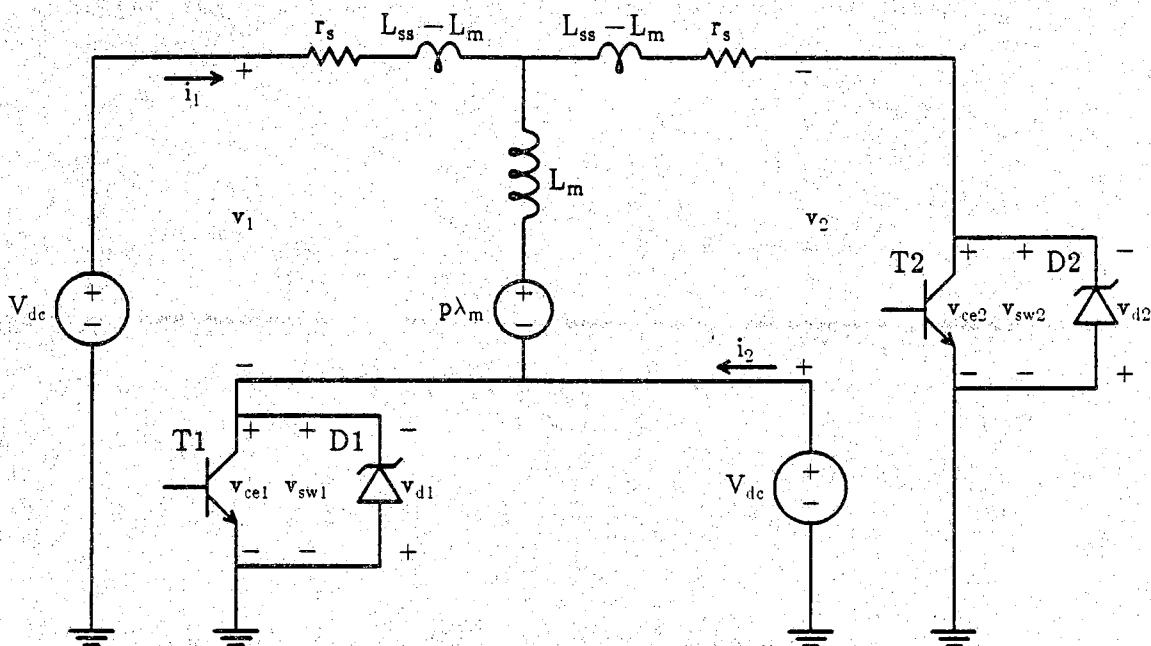 r_s L_ss − L_m L_ss − L_m r_s
+ −
i_1
L_m
v_1 v_2
+ + −
T2 D2
V_dc + − pλ_m + − v_ce2 v_sw2 v_d2
i_2
− + − − +
+ + −
T1 D1
v_ce1 v_sw1 v_d1 V_dc + −
− − +